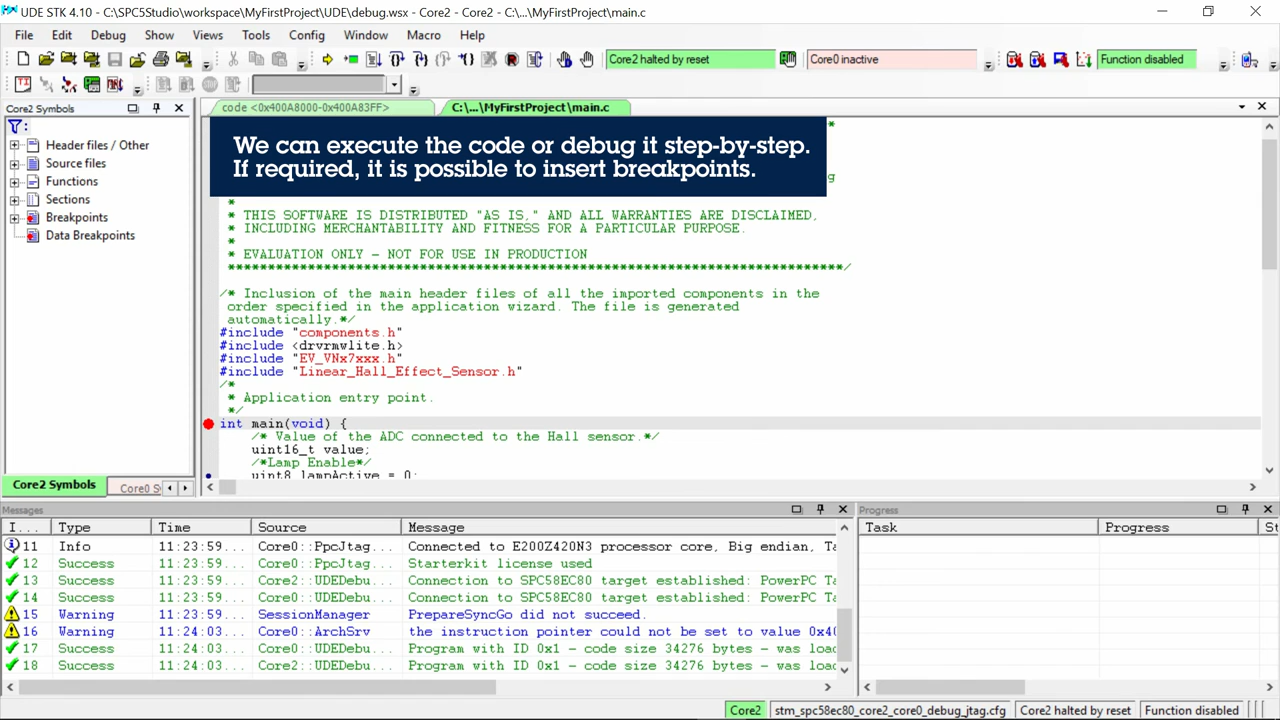 UDE STK 4.10 - C:\SPC5Studio\workspace\MyFirstProject\UDE\debug.wsx - Core2 - Core2 - C:\...\MyFirstProject\main.c
File Edit Debug Show Views Tools Config Window Macro Help
Core2 halted by reset Core0 inactive Function disabled
Core2 Symbols
code <0x400A8000-0x400A83FF> C:\...\MyFirstProject\main.c
We can execute the code or debug it step-by-step.
If required, it is possible to insert breakpoints.
Header files / Other
Source files
Functions
Sections
Breakpoints
Data Breakpoints
*
* THIS SOFTWARE IS DISTRIBUTED "AS IS," AND ALL WARRANTIES ARE DISCLAIMED,
* INCLUDING MERCHANTABILITY AND FITNESS FOR A PARTICULAR PURPOSE.
*
* EVALUATION ONLY – NOT FOR USE IN PRODUCTION
*****************************************************************************/
/* Inclusion of the main header files of all the imported components in the
order specified in the application wizard. The file is generated
automatically.*/
#include "components.h"
#include <drvrmwlite.h>
#include "EV_VNx7xxx.h"
#include "Linear_Hall_Effect_Sensor.h"
/*
* Application entry point.
*/
int main(void) {
/* Value of the ADC connected to the Hall sensor.*/
uint16_t value;
/*Lamp Enable*/
uint8 lampActive = 0;
Core2 Symbols Core0 S
Messages
I... Type Time Source Message
11 Info 11:23:59... Core0::PpcJtag... Connected to E200Z420N3 processor core, Big endian, Ta
12 Success 11:23:59... Core0::PpcJtag... Starterkit license used
13 Success 11:23:59... Core2::UDEDebu... Connection to SPC58EC80 target established: PowerPC Ta
14 Success 11:23:59... Core0::UDEDebu... Connection to SPC58EC80 target established: PowerPC Ta
15 Warning 11:23:59... SessionManager PrepareSyncGo did not succeed.
16 Warning 11:24:03... Core0::ArchSrv the instruction pointer could not be set to value 0x40
17 Success 11:24:03... Core0::UDEDebu... Program with ID 0x1 – code size 34276 bytes – was loa
18 Success 11:24:03... Core2::UDEDebu... Program with ID 0x1 – code size 34276 bytes – was loa
Progress
Task Progress St
Core2 stm_spc58ec80_core2_core0_debug_jtag.cfg Core2 halted by reset Function disabled